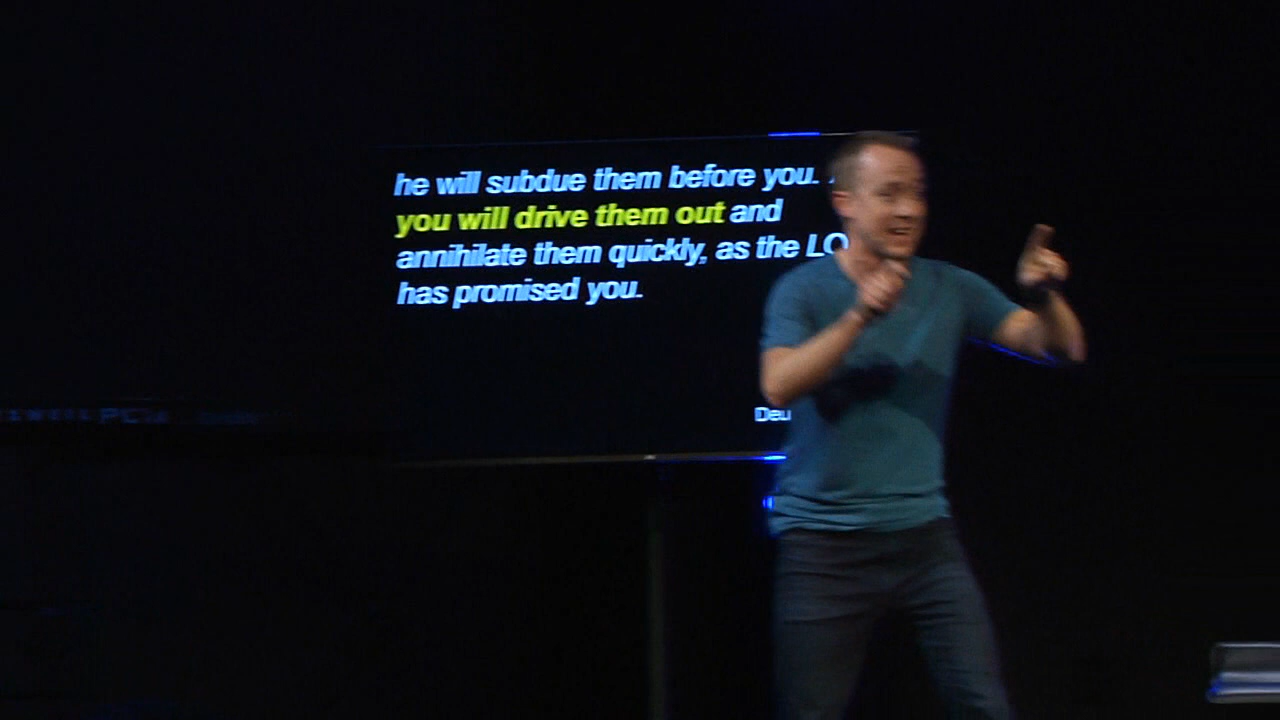 he will subdue them before you.
you will drive them out and
annihilate them quickly, as the LO
has promised you.
Deu